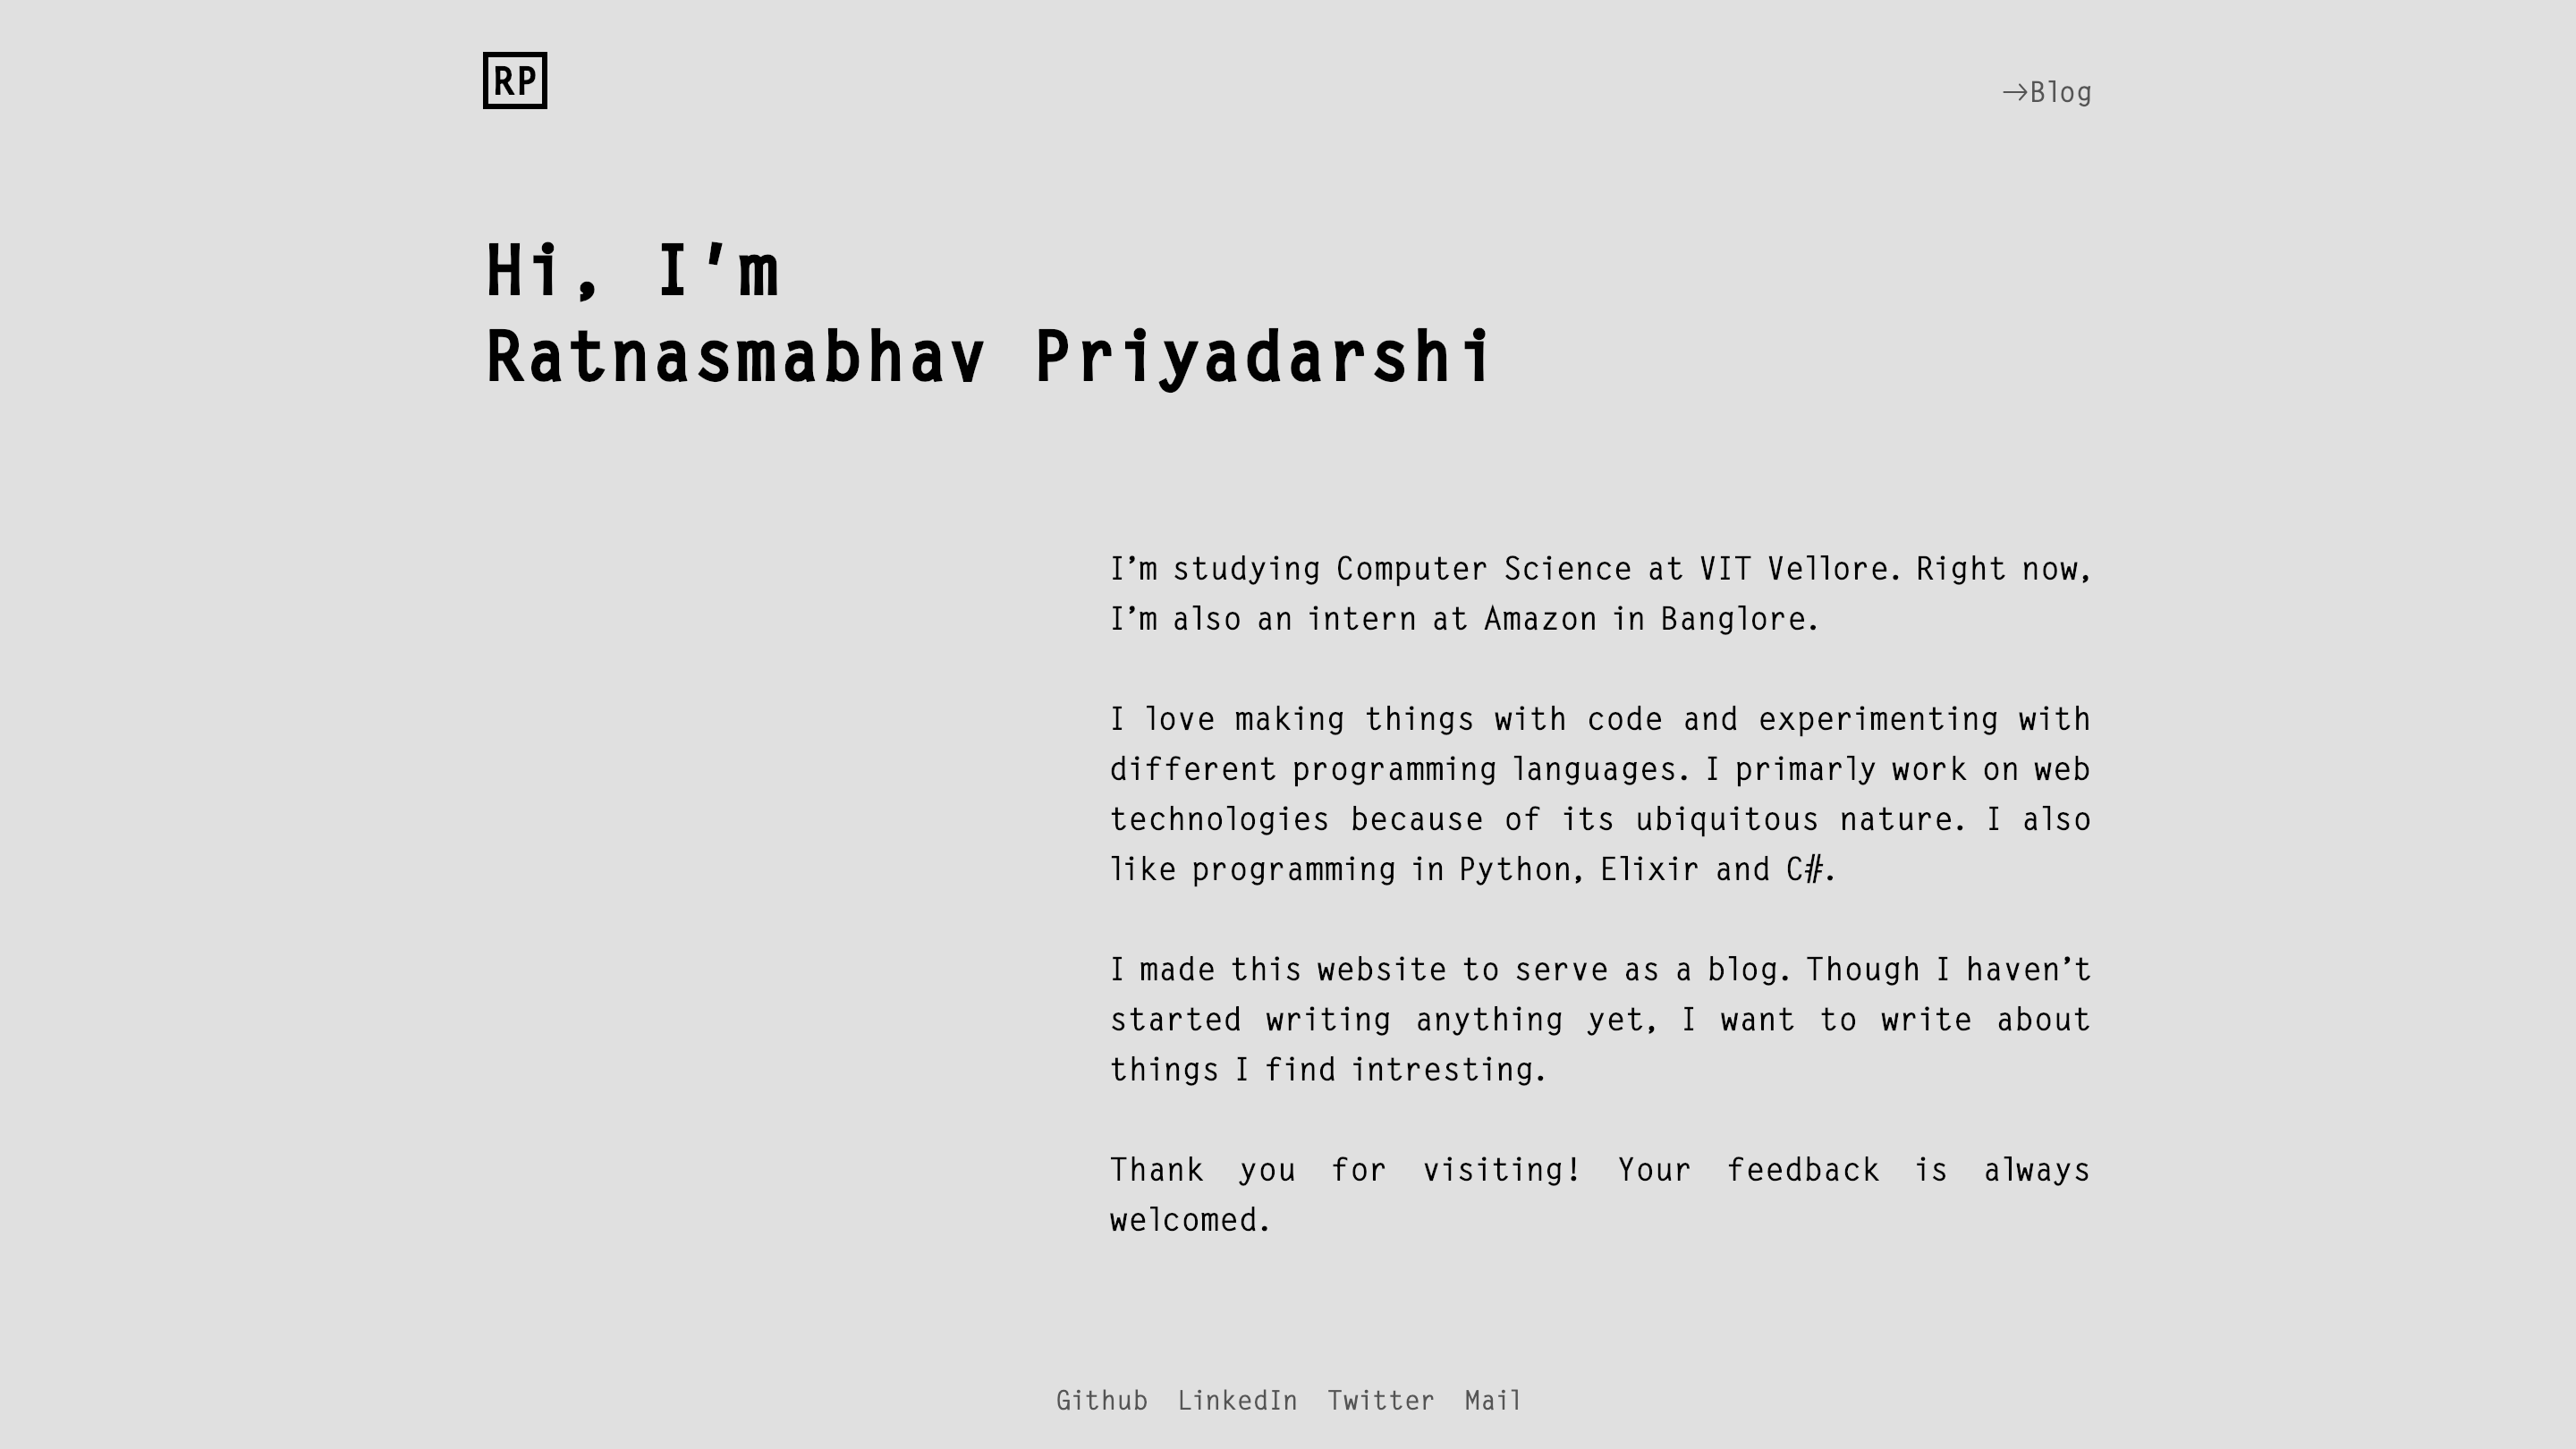 RP
→Blog
Hi, I'm
Ratnasmabhav Priyadarshi
I’m studying Computer Science at VIT Vellore. Right now,
I’m also an intern at Amazon in Banglore.
I love making things with code and experimenting with
different programming languages. I primarly work on web
technologies because of its ubiquitous nature. I also
like programming in Python, Elixir and C#.
I made this website to serve as a blog. Though I haven’t
started writing anything yet, I want to write about
things I find intresting.
Thank you for visiting! Your feedback is always
welcomed.
Github LinkedIn Twitter Mail